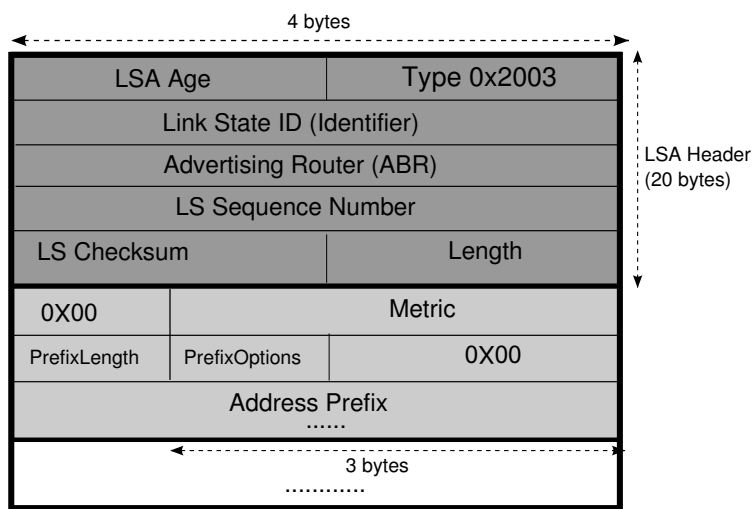 4 bytes
LSA Age Type 0x2003
Link State ID (Identifier)
Advertising Router (ABR)
LS Sequence Number
LS Checksum Length
LSA Header
(20 bytes)
0X00 Metric
PrefixLength PrefixOptions 0X00
Address Prefix
......
3 bytes
............